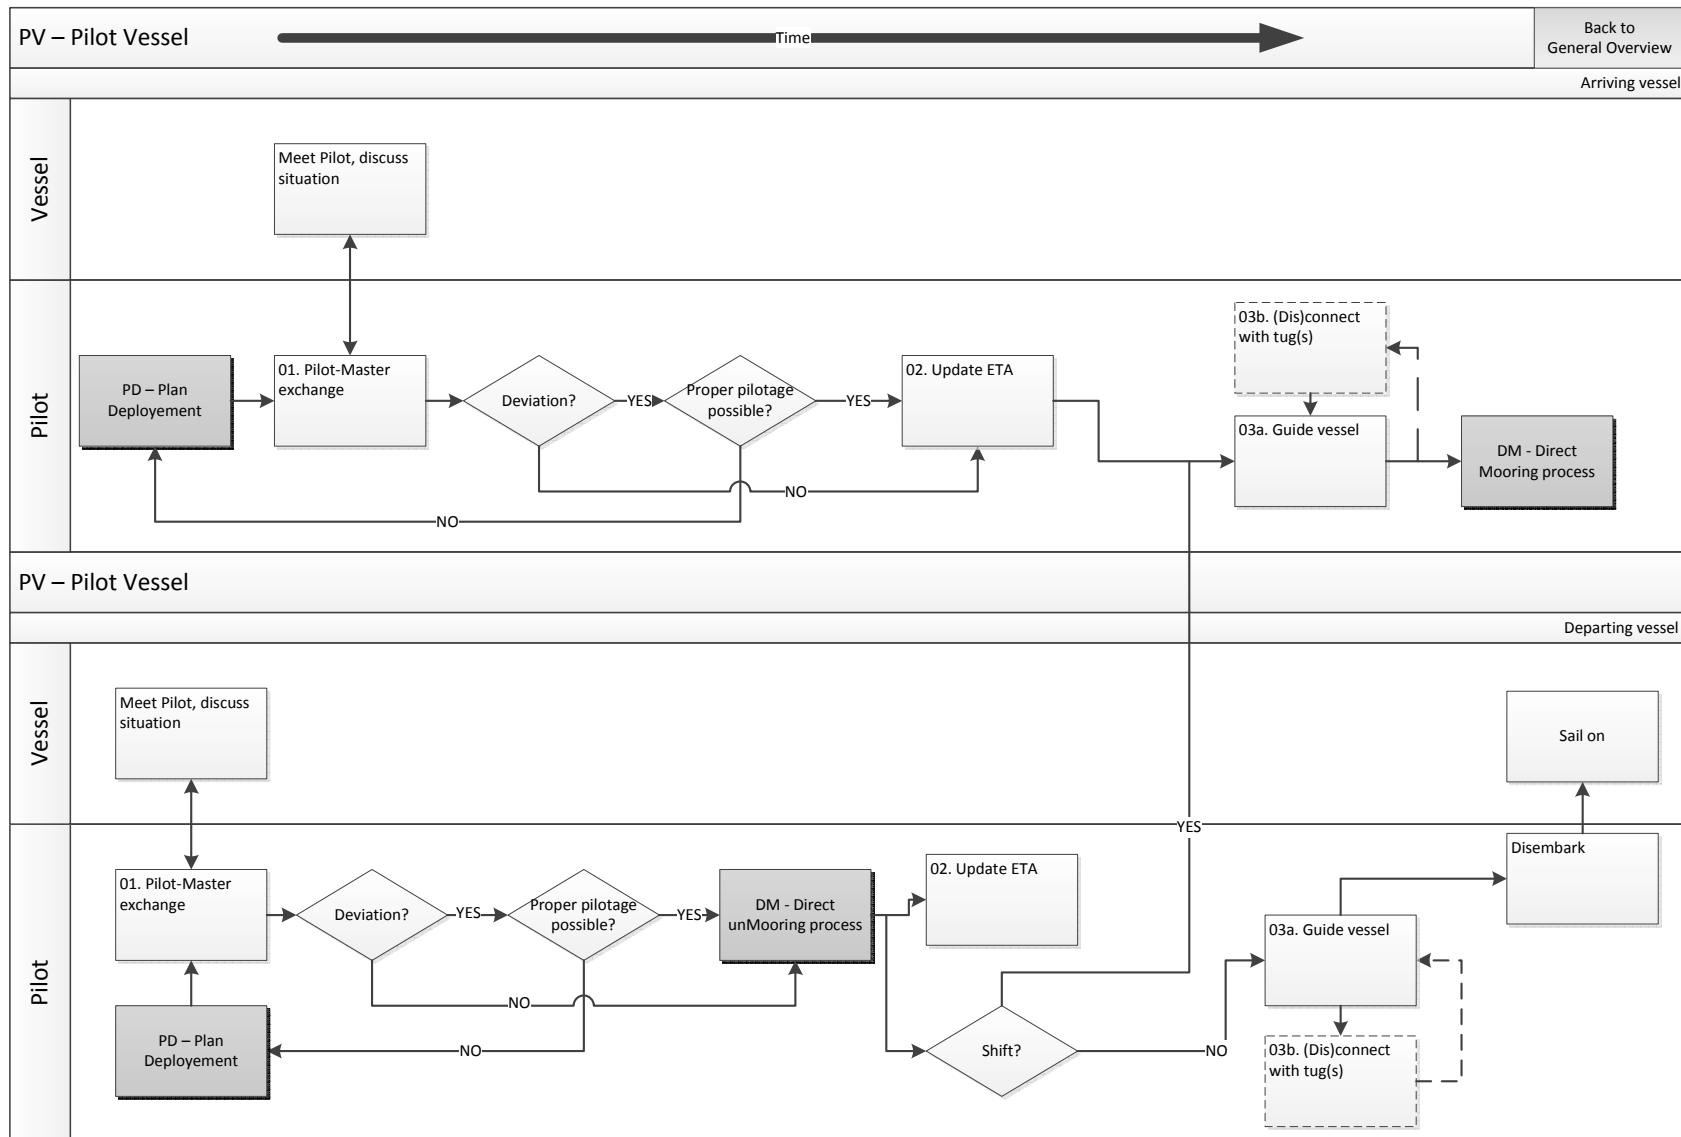 PV – Pilot Vessel
Time
Back to
General Overview
Arriving vessel
Vessel
Meet Pilot, discuss
situation
Pilot
PD – Plan
Deployement
01. Pilot-Master
exchange
Deviation?
YES
Proper pilotage
possible?
YES
02. Update ETA
NO
NO
03b. (Dis)connect
with tug(s)
03a. Guide vessel
DM - Direct
Mooring process
PV – Pilot Vessel
Departing vessel
Vessel
Meet Pilot, discuss
situation
Sail on
YES
Pilot
01. Pilot-Master
exchange
Deviation?
YES
Proper pilotage
possible?
YES
DM - Direct
unMooring process
02. Update ETA
Disembark
03a. Guide vessel
NO
PD – Plan
Deployement
NO
Shift?
NO
03b. (Dis)connect
with tug(s)